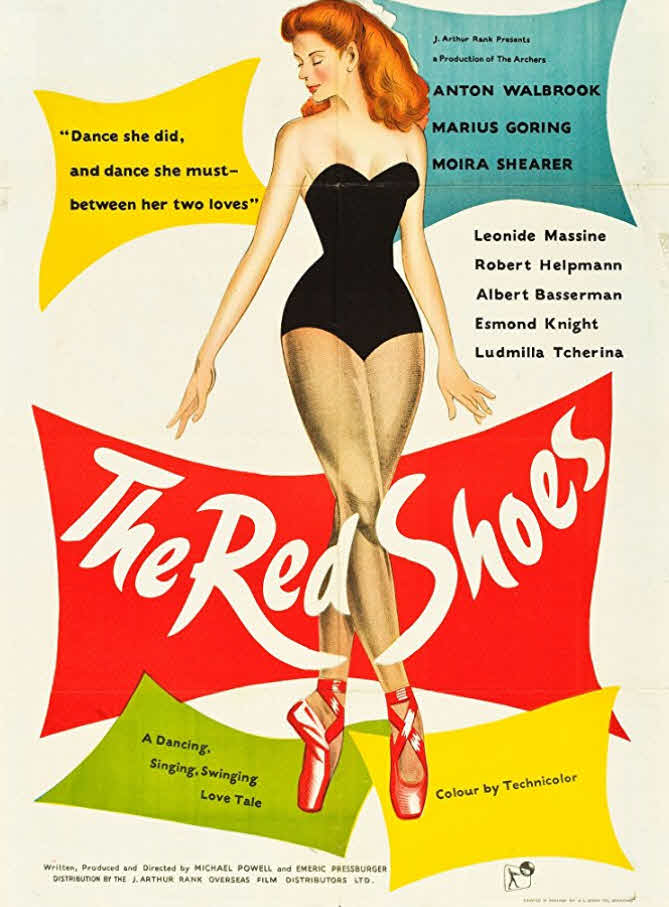 J. Arthur Rank Presents
a Production of The Archers
ANTON WALBROOK
MARIUS GORING
MOIRA SHEARER
"Dance she did,
and dance she must—
between her two loves"
Leonide Massine
Robert Helpmann
Albert Basserman
Esmond Knight
Ludmilla Tcherina
The Red Shoes
A Dancing,
Singing, Swinging
Love Tale
Colour by Technicolor
Written, Produced and Directed by MICHAEL POWELL and EMERIC PRESSBURGER
DISTRIBUTION BY THE J. ARTHUR RANK OVERSEAS FILM DISTRIBUTORS LTD.